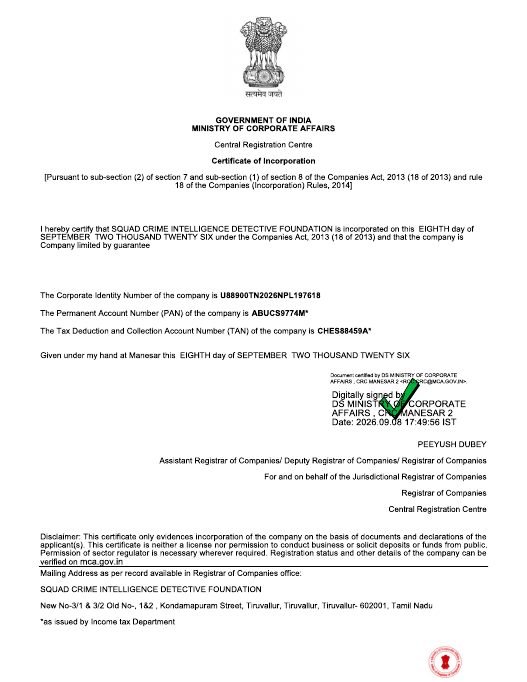 सत्यमेव जयते
GOVERNMENT OF INDIA
MINISTRY OF CORPORATE AFFAIRS
Central Registration Centre
Certificate of Incorporation
[Pursuant to sub-section (2) of section 7 and sub-section (1) of section 8 of the Companies Act, 2013 (18 of 2013) and rule
18 of the Companies (Incorporation) Rules, 2014]
I hereby certify that SQUAD CRIME INTELLIGENCE DETECTIVE FOUNDATION is incorporated on this EIGHTH day of
SEPTEMBER TWO THOUSAND TWENTY SIX under the Companies Act, 2013 (18 of 2013) and that the company is
Company limited by guarantee
The Corporate Identity Number of the company is U88900TN2026NPL197618
The Permanent Account Number (PAN) of the company is ABUCS9774M*
The Tax Deduction and Collection Account Number (TAN) of the company is CHES88459A*
Given under my hand at Manesar this EIGHTH day of SEPTEMBER TWO THOUSAND TWENTY SIX
Document certified by DS MINISTRY OF CORPORATE
AFFAIRS , CRC MANESAR 2 CRC@MCA.GOV.IN>.
Digitally signed by
DS MINISTRY OF CORPORATE
AFFAIRS , CRC MANESAR 2
Date: 2026.09.08 17:49:56 IST
PEEYUSH DUBEY
Assistant Registrar of Companies/ Deputy Registrar of Companies/ Registrar of Companies
For and on behalf of the Jurisdictional Registrar of Companies
Registrar of Companies
Central Registration Centre
Disclaimer: This certificate only evidences incorporation of the company on the basis of documents and declarations of the
applicant(s). This certificate is neither a license nor permission to conduct business or solicit deposits or funds from public.
Permission of sector regulator is necessary wherever required. Registration status and other details of the company can be
verified on mca.gov.in
Mailing Address as per record available in Registrar of Companies office:
SQUAD CRIME INTELLIGENCE DETECTIVE FOUNDATION
New No-3/1 & 3/2 Old No-, 1&2 , Kondamapuram Street, Tiruvallur, Tiruvallur, Tiruvallur- 602001, Tamil Nadu
*as issued by Income tax Department